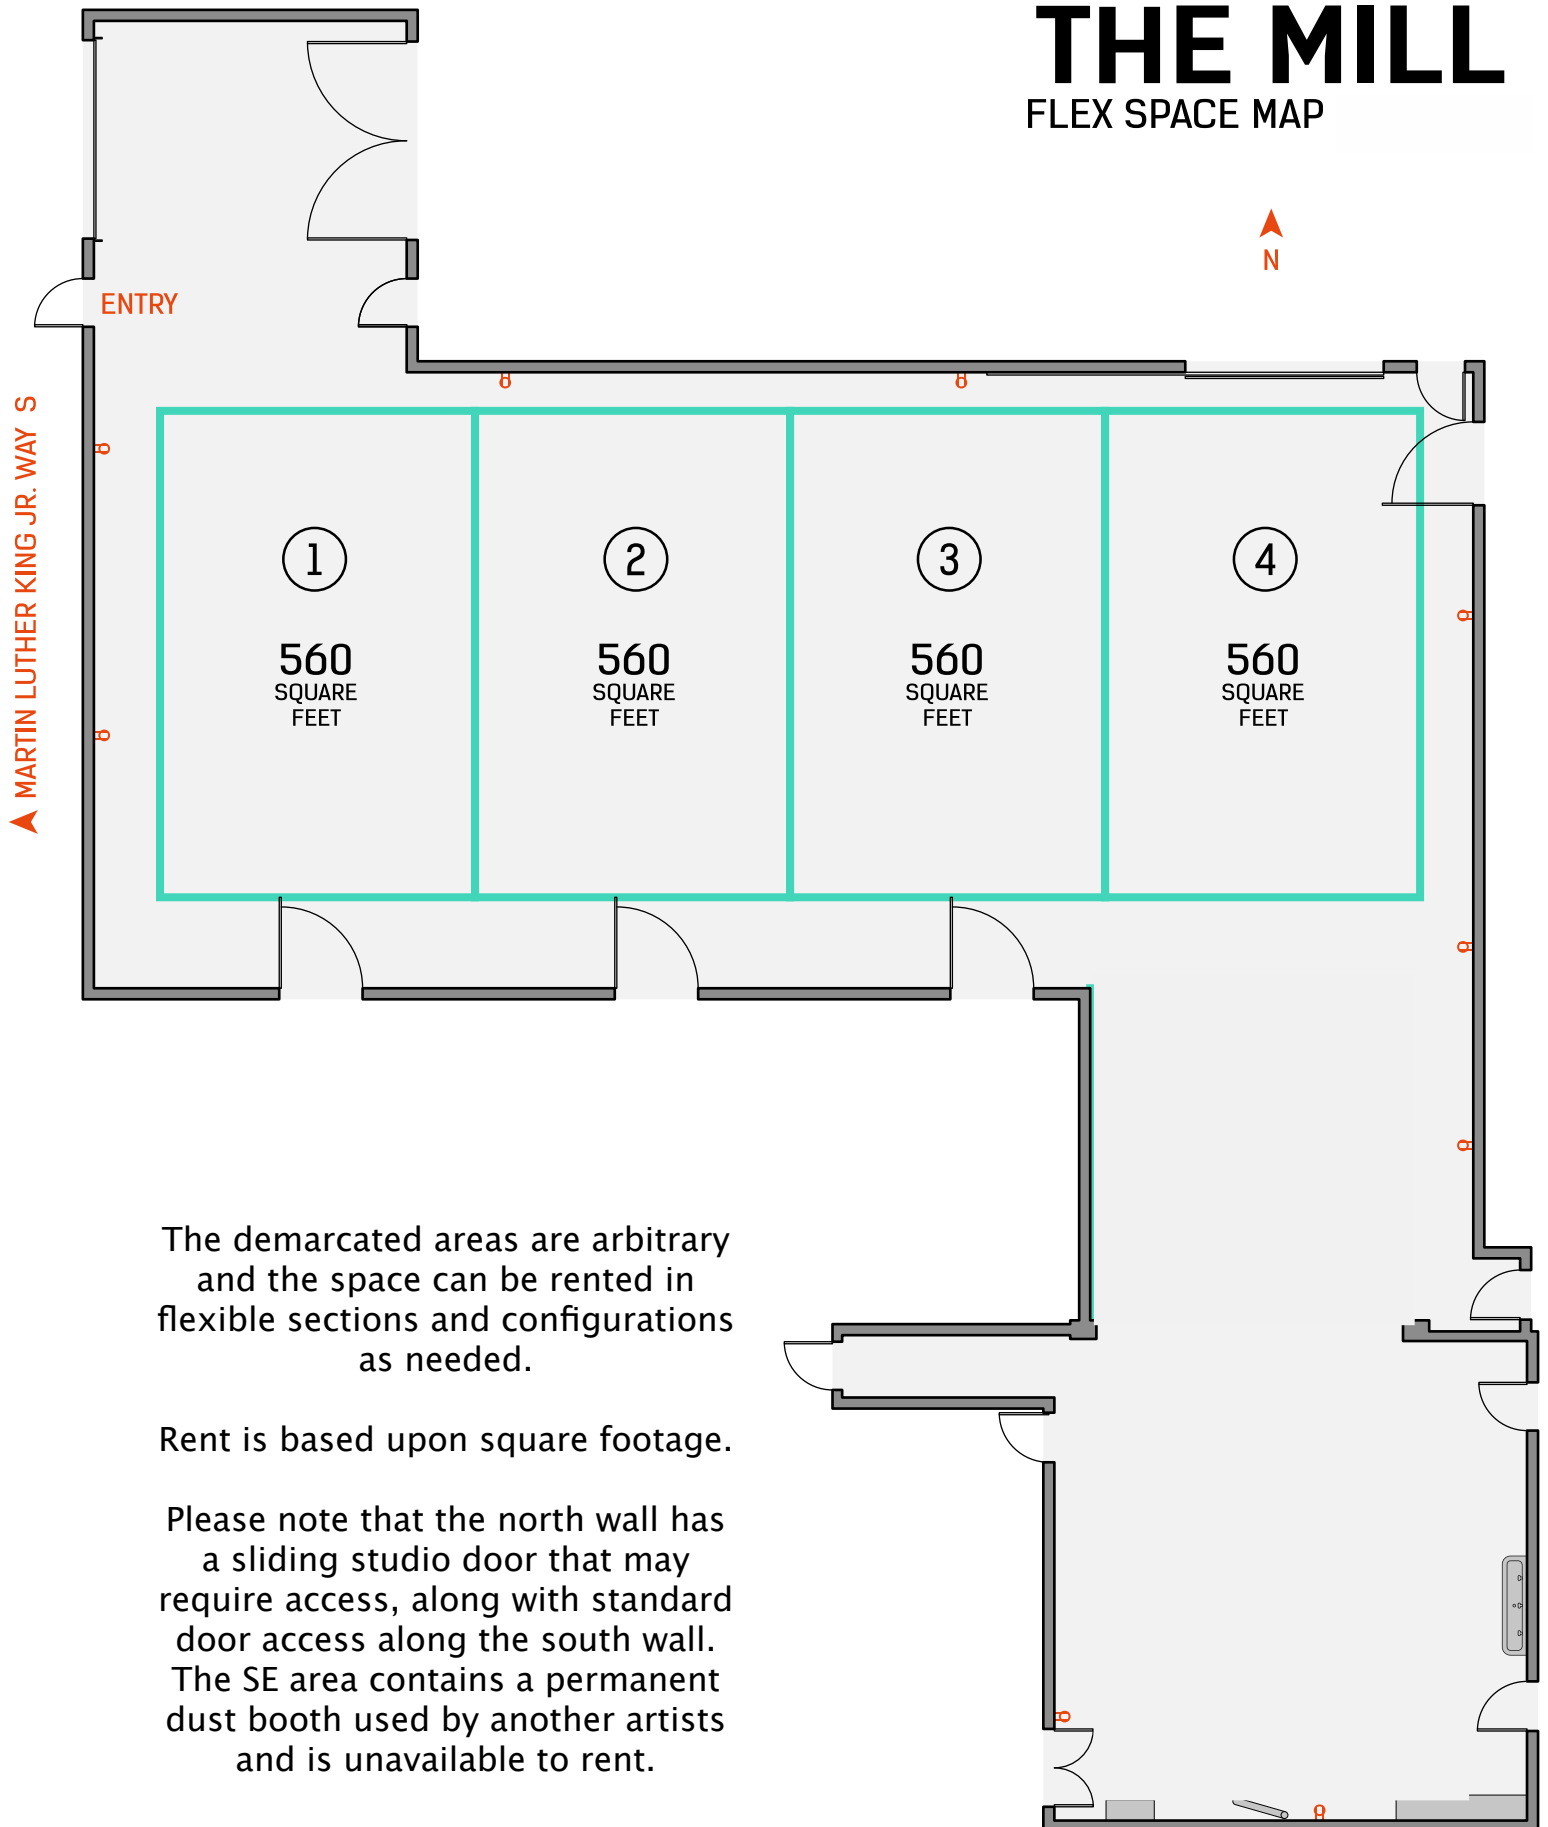 THE MILL
FLEX SPACE MAP
N
ENTRY
MARTIN LUTHER KING JR. WAY S
1
560
SQUARE
FEET
2
560
SQUARE
FEET
3
560
SQUARE
FEET
4
560
SQUARE
FEET
The demarcated areas are arbitrary
and the space can be rented in
flexible sections and configurations
as needed.
Rent is based upon square footage.
Please note that the north wall has
a sliding studio door that may
require access, along with standard
door access along the south wall.
The SE area contains a permanent
dust booth used by another artists
and is unavailable to rent.